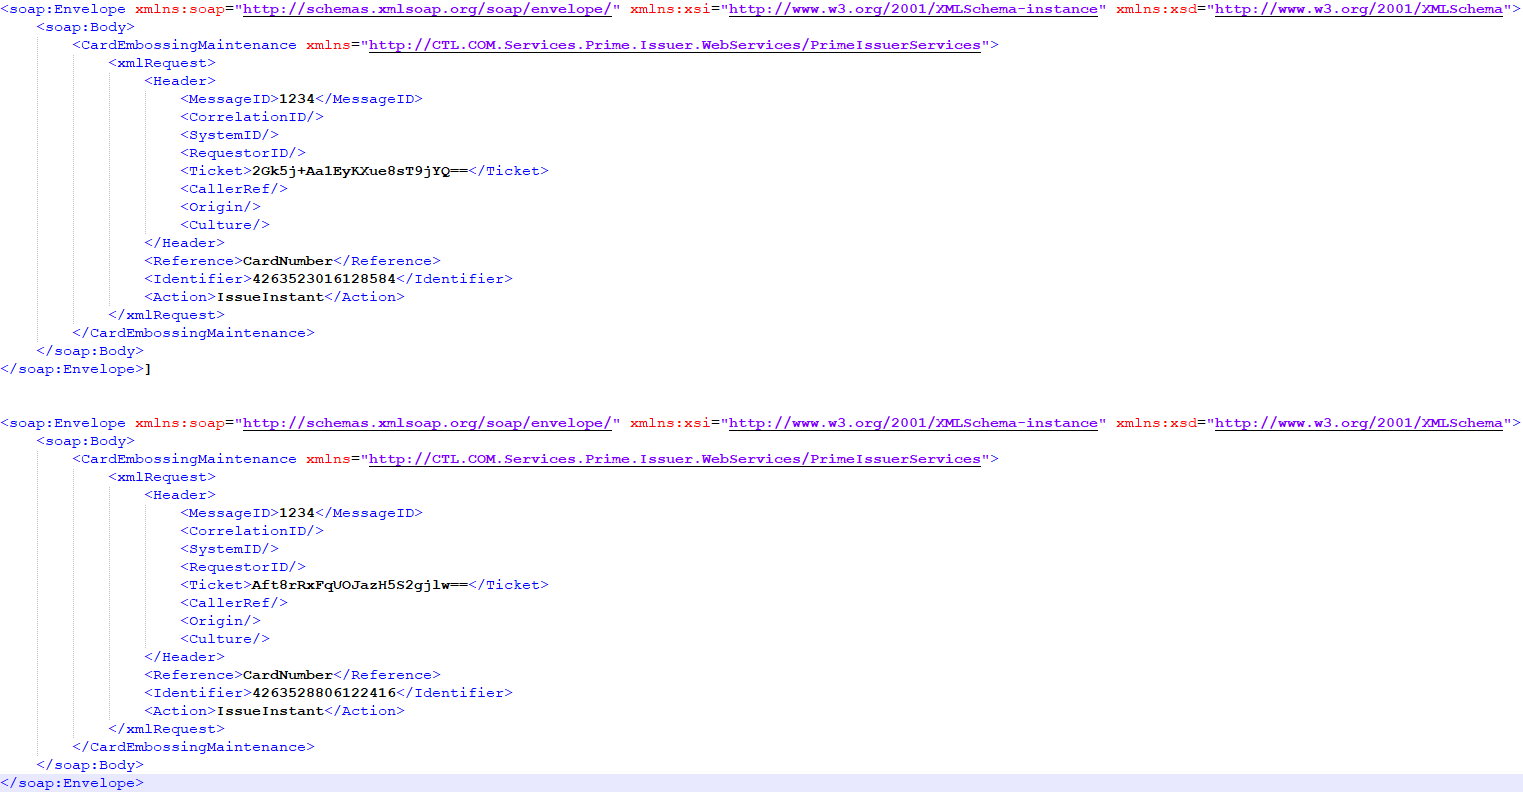 <soap:Envelope xmlns:soap="http://schemas.xmlsoap.org/soap/envelope/" xmlns:xsi="http://www.w3.org/2001/XMLSchema-instance" xmlns:xsd="http://www.w3.org/2001/XMLSchema">
<soap:Body>
<CardEmbossingMaintenance xmlns="http://CTL.COM.Services.Prime.Issuer.WebServices/PrimeIssuerServices">
<xmlRequest>
<Header>
<MessageID>1234</MessageID>
<CorrelationID/>
<SystemID/>
<RequestorID/>
<Ticket>2Gk5j+Aa1EyKXue8sT9jYQ==</Ticket>
<CallerRef/>
<Origin/>
<Culture/>
</Header>
<Reference>CardNumber</Reference>
<Identifier>4263523016128584</Identifier>
<Action>IssueInstant</Action>
</xmlRequest>
</CardEmbossingMaintenance>
</soap:Body>
</soap:Envelope>]
<soap:Envelope xmlns:soap="http://schemas.xmlsoap.org/soap/envelope/" xmlns:xsi="http://www.w3.org/2001/XMLSchema-instance" xmlns:xsd="http://www.w3.org/2001/XMLSchema">
<soap:Body>
<CardEmbossingMaintenance xmlns="http://CTL.COM.Services.Prime.Issuer.WebServices/PrimeIssuerServices">
<xmlRequest>
<Header>
<MessageID>1234</MessageID>
<CorrelationID/>
<SystemID/>
<RequestorID/>
<Ticket>Aft8rRxFqUOJazH5S2gjlw==</Ticket>
<CallerRef/>
<Origin/>
<Culture/>
</Header>
<Reference>CardNumber</Reference>
<Identifier>4263528806122416</Identifier>
<Action>IssueInstant</Action>
</xmlRequest>
</CardEmbossingMaintenance>
</soap:Body>
</soap:Envelope>